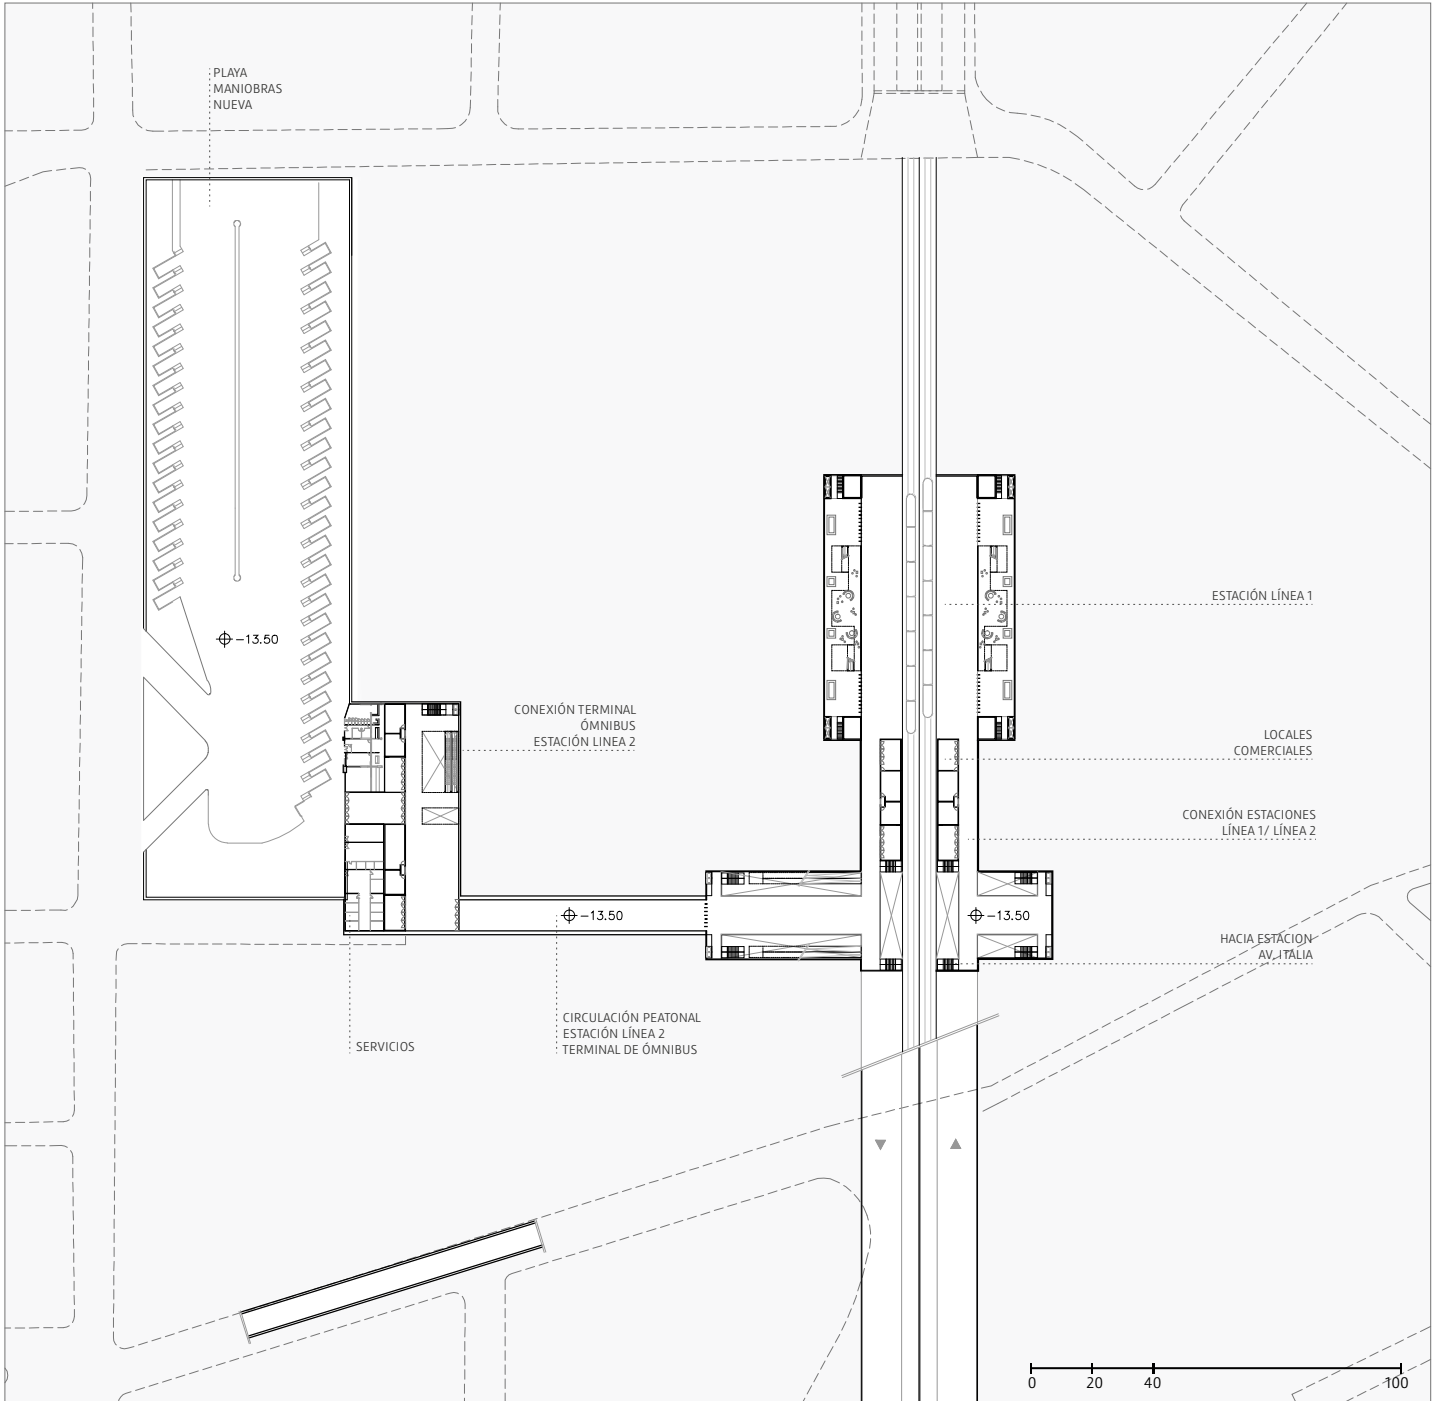 PLAYA
MANIOBRAS
NUEVA
ESTACIÓN LÍNEA 1
-13.50
CONEXIÓN TERMINAL
ÓMNIBUS
ESTACIÓN LINEA 2
LOCALES
COMERCIALES
CONEXIÓN ESTACIONES
LÍNEA 1/ LÍNEA 2
-13.50
-13.50
HACIA ESTACION
AV. ITALIA
CIRCULACIÓN PEATONAL
ESTACIÓN LÍNEA 2
TERMINAL DE ÓMNIBUS
SERVICIOS
0 20 40 100